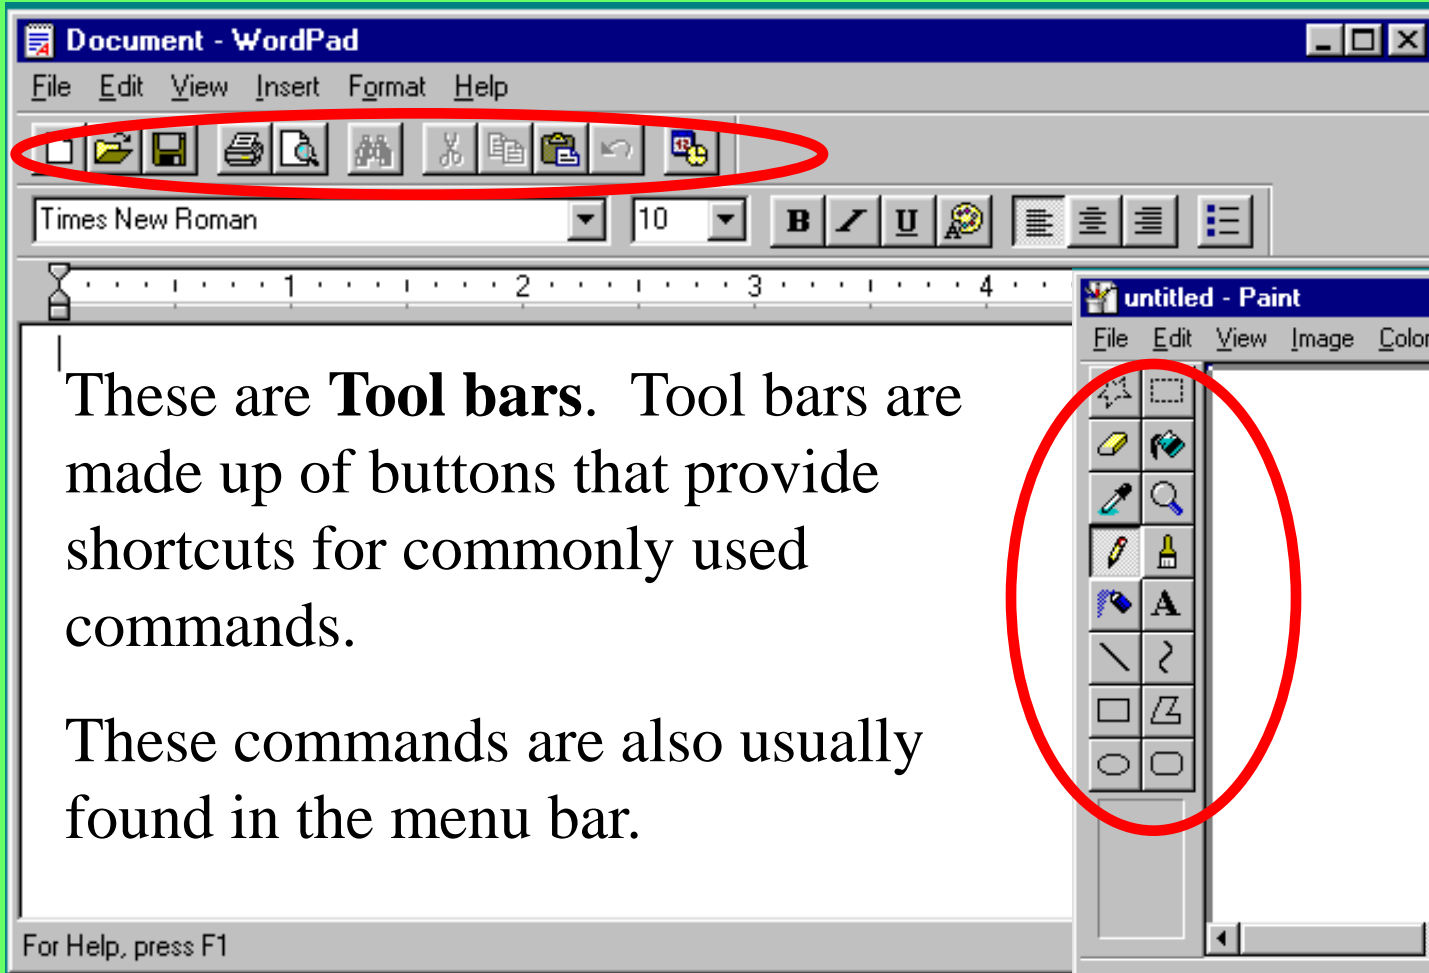 Document - WordPad
File Edit View Insert Format Help
Times New Roman 10 B I U
1 2 3 4
These are Tool bars. Tool bars are
made up of buttons that provide
shortcuts for commonly used
commands.
These commands are also usually
found in the menu bar.
For Help, press F1
untitled - Paint
File Edit View Image Color
A